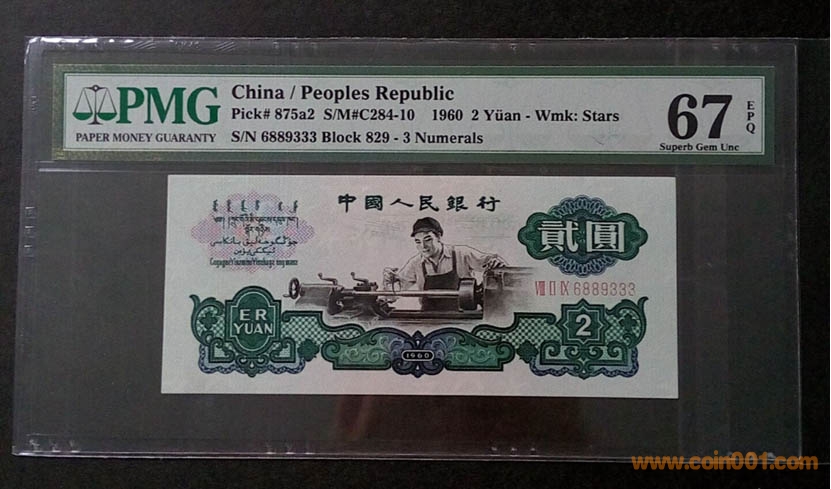 PMG
PAPER MONEY GUARANTY
China / Peoples Republic
Pick# 875a2 S/M#C284-10 1960 2 Yüan - Wmk: Stars
S/N 6889333 Block 829 - 3 Numerals
67 EPQ
Superb Gem Unc
中國人民銀行
貳圓
VIII II IX 6889333
ER
YUAN
1960
2
www.coin001.com